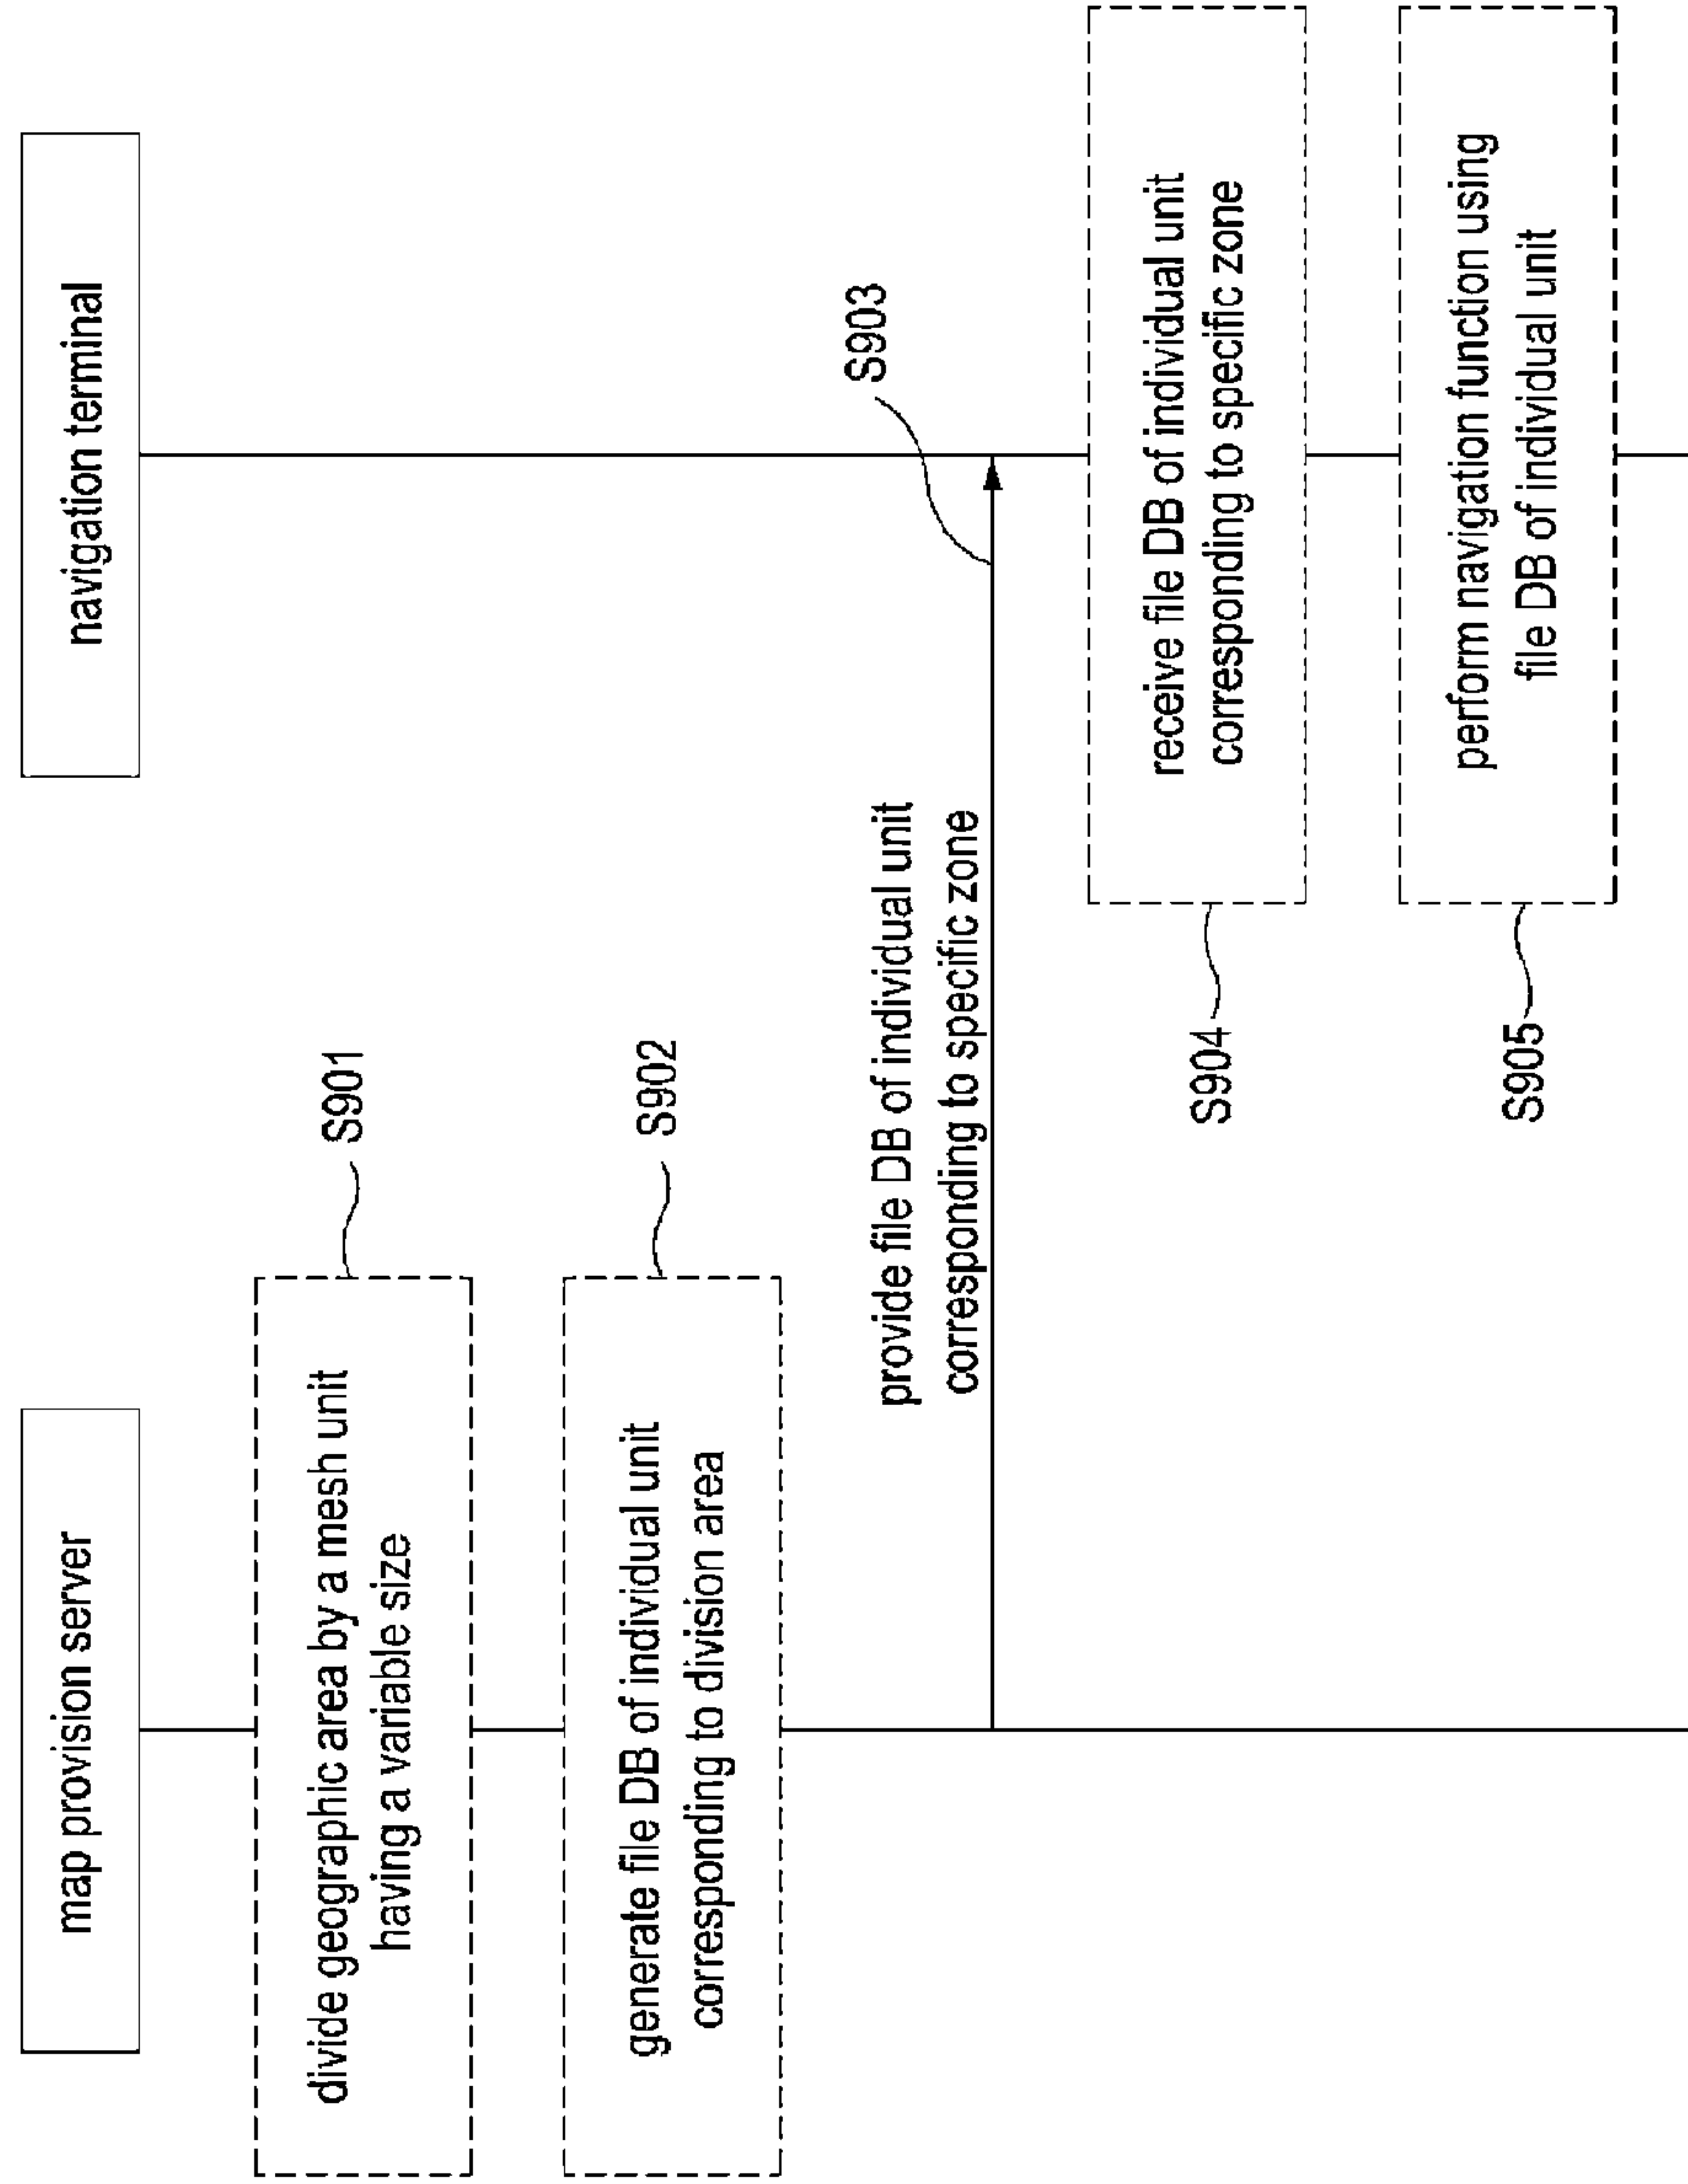 map provision server
navigation terminal
divide geographic area by a mesh unit
having a variable size
S901
generate file DB of individual unit
corresponding to division area
S902
provide file DB of individual unit
corresponding to specific zone
S903
receive file DB of individual unit
corresponding to specific zone
S904
perform navigation function using
file DB of individual unit
S905